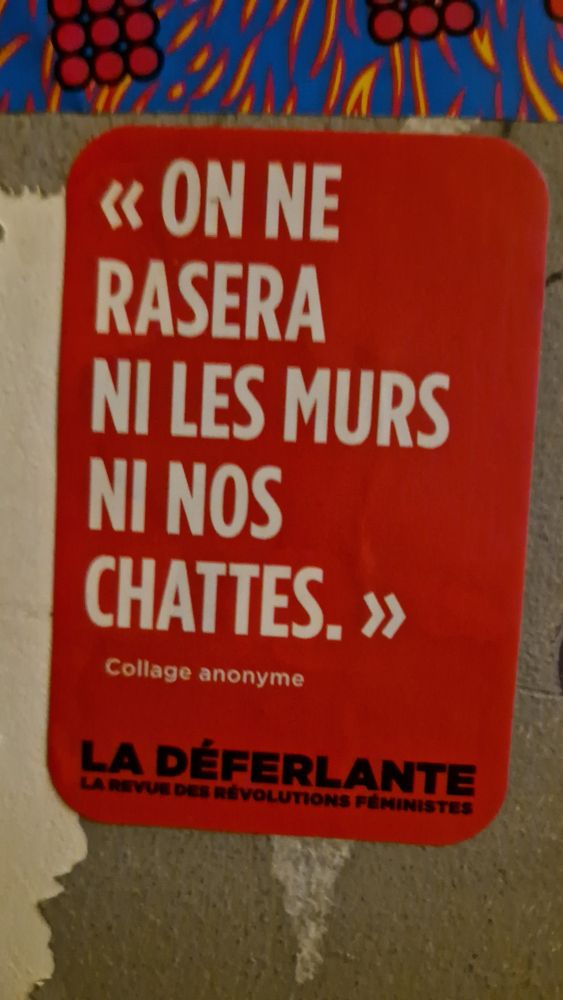 « ON NE
RASERA
NI LES MURS
NI NOS
CHATTES. »
Collage anonyme
LA DÉFERLANTE
LA REVUE DES RÉVOLUTIONS FÉMINISTES